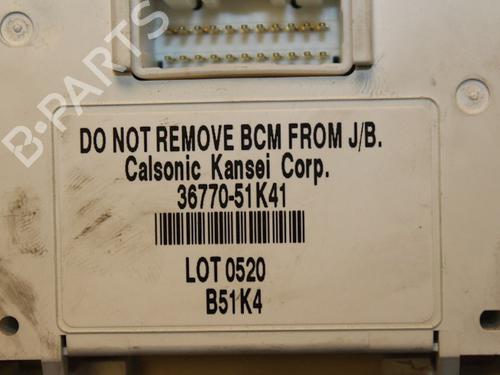 B-PARTS
DO NOT REMOVE BCM FROM J/B.
Calsonic Kansei Corp.
36770-51K41
LOT 0520
B51K4